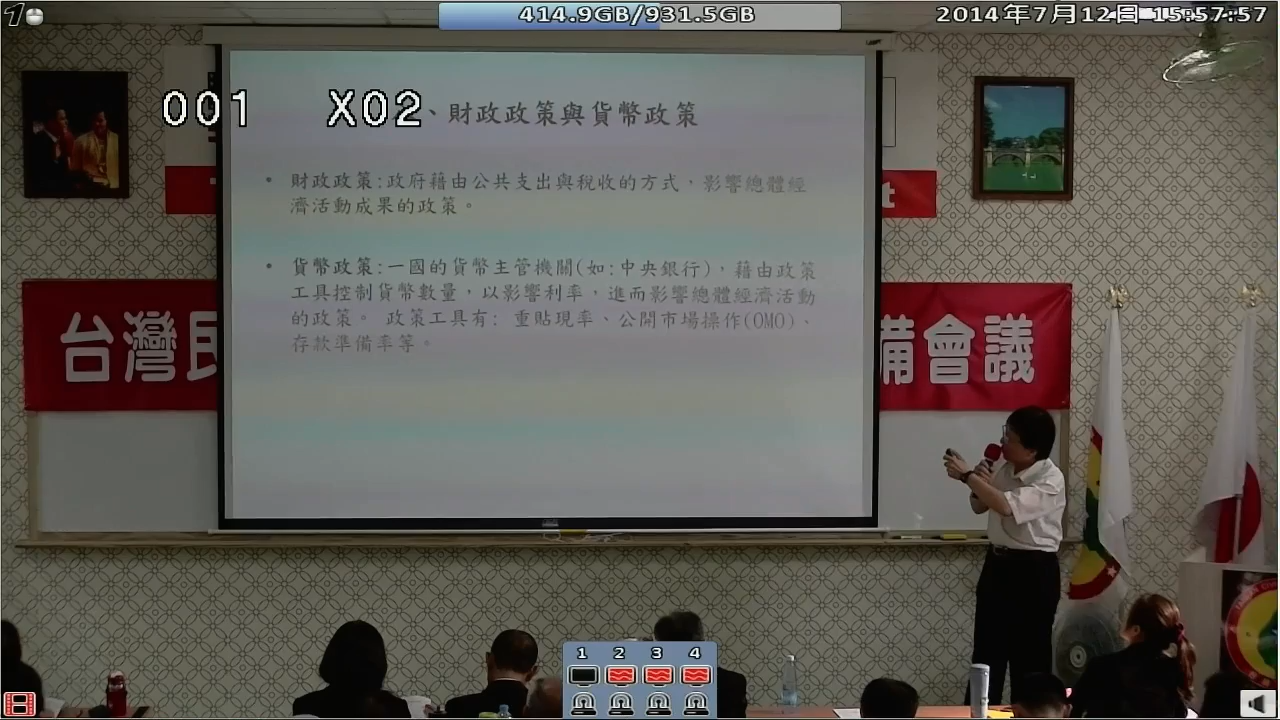 414.9GB/931.5GB
2014年7月12日 15:57:57
001 X02、財政政策與貨幣政策
• 財政政策:政府藉由公共支出與稅收的方式，影響總體經
濟活動成果的政策。
• 貨幣政策:一國的貨幣主管機關(如:中央銀行)，藉由政策
工具控制貨幣數量，以影響利率，進而影響總體經濟活動
的政策。 政策工具有: 重貼現率、公開市場操作(OMO)、
存款準備率等。
t
台灣民
備會議
1 2 3 4